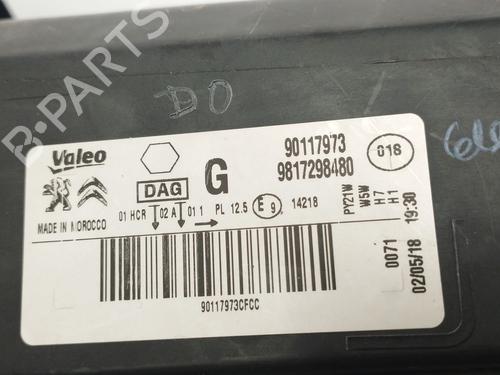 B-PARTS
DO
Valeo
DAG
G
90117973
9817298480
018
MADE IN MOROCCO
01 HCR 02 A 01 1 PL 12.5 E 9 14218
PY21W
W5W
H7
H1
0071
02/05/18 19:30
90117973CFCC